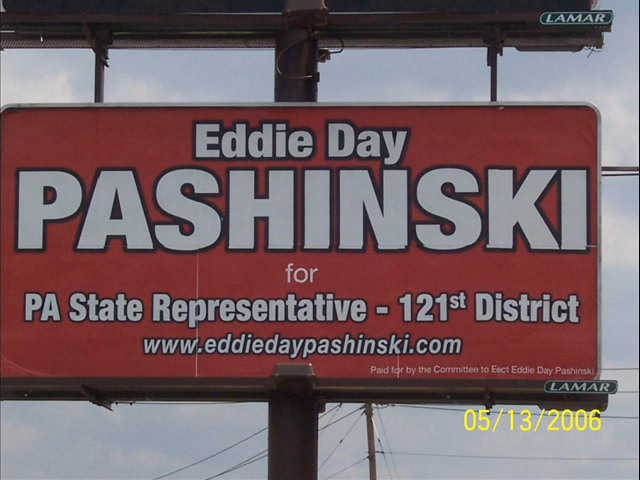 LAMAR
Eddie Day
PASHINSKI
for
PA State Representative - 121st District
www.eddiedaypashinski.com
Paid for by the Committee to Eect Eddie Day Pashinski
LAMAR
05/13/2006